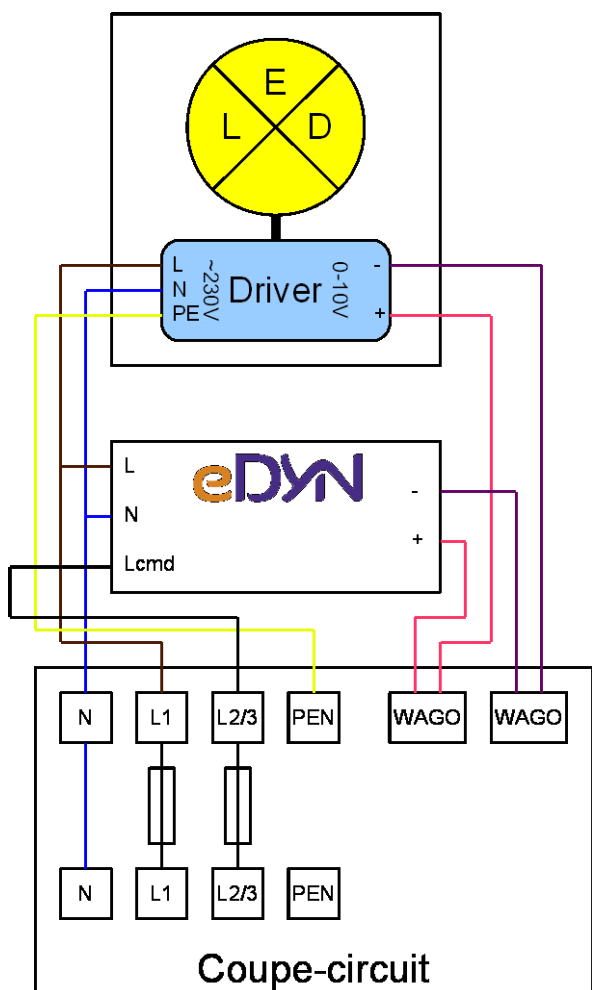 E
L D
L ~230V 0-10V -
N Driver
PE +
eDYN
L
-
N
+
Lcmd
N L1 L2/3 PEN WAGO WAGO
N L1 L2/3 PEN
Coupe-circuit